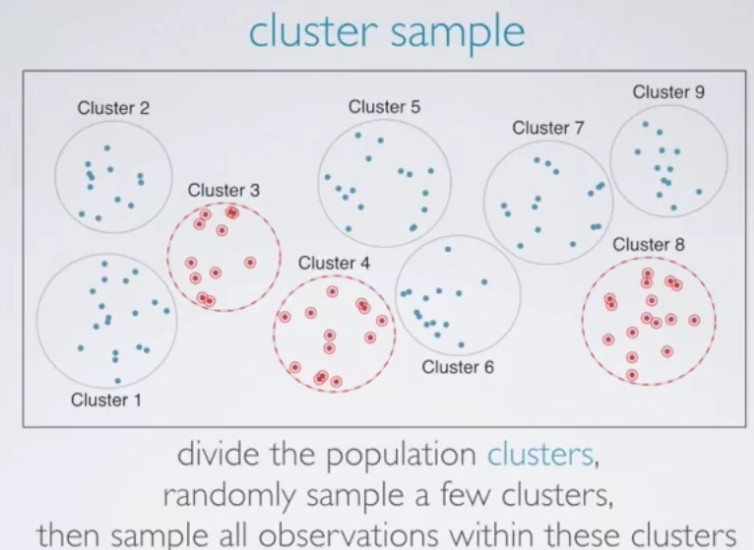 cluster sample
Cluster 9
Cluster 2
Cluster 5
Cluster 7
Cluster 3
Cluster 8
Cluster 4
Cluster 6
Cluster 1
divide the population clusters,
randomly sample a few clusters,
then sample all observations within these clusters